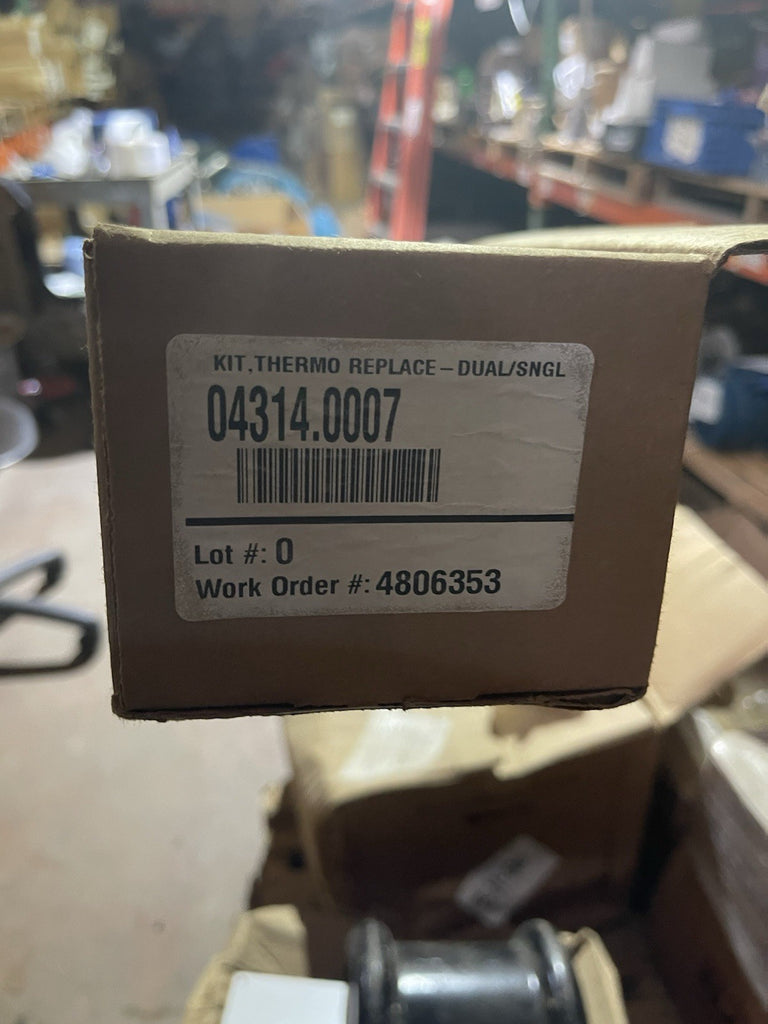 KIT,THERMO REPLACE-DUAL/SNGL
04314.0007
Lot #: 0
Work Order #: 4806353